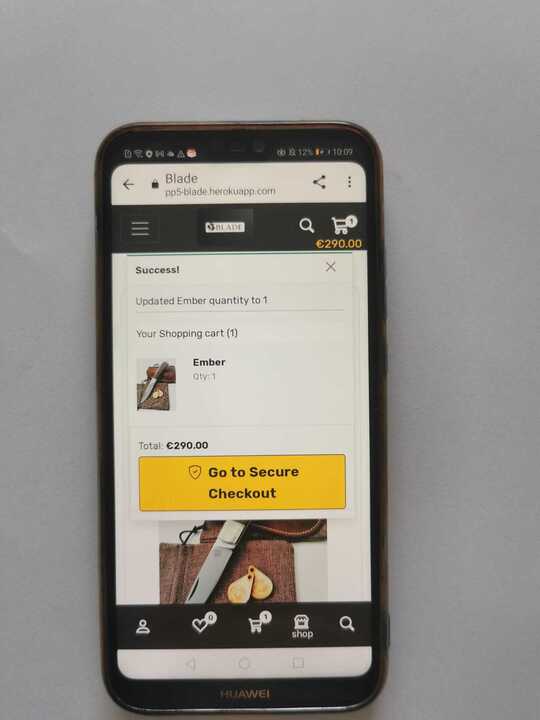 12% 10:09
Blade
pp5-blade.herokuapp.com
BLADE
1
€290.00
Success!
Updated Ember quantity to 1
Your Shopping cart (1)
Ember
Qty: 1
Total: €290.00
Go to Secure
Checkout
0
1
shop
HUAWEI